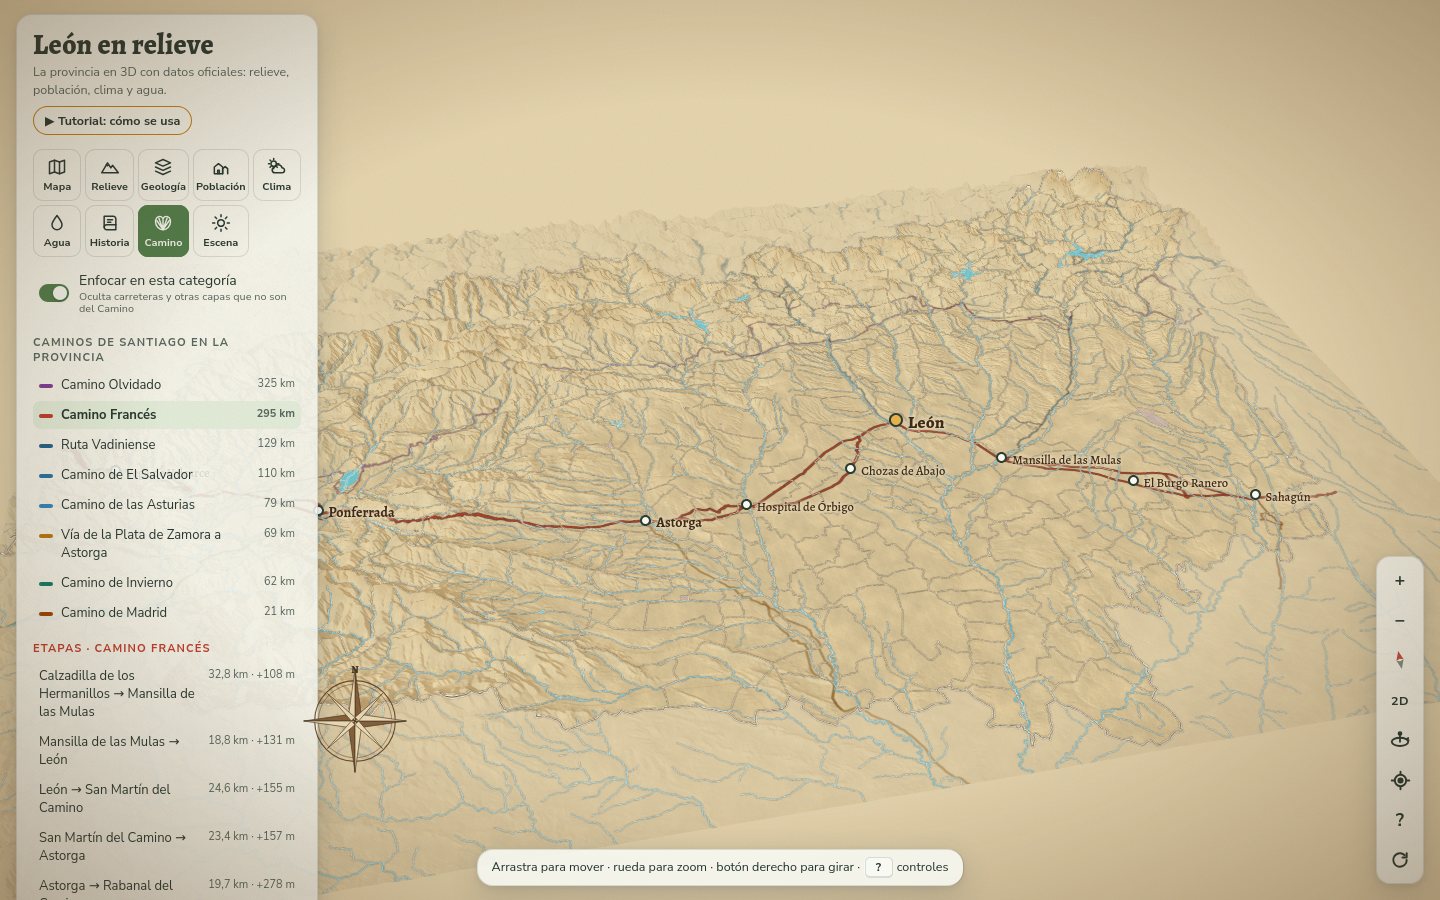 León en relieve
La provincia en 3D con datos oficiales: relieve,
población, clima y agua.
▶ Tutorial: cómo se usa
Mapa
Relieve
Geología
Población
Clima
Agua
Historia
Camino
Escena
Enfocar en esta categoría
Oculta carreteras y otras capas que no son
del Camino
CAMINOS DE SANTIAGO EN LA
PROVINCIA
Camino Olvidado 325 km
Camino Francés 295 km
Ruta Vadiniense 129 km
Camino de El Salvador 110 km
Camino de las Asturias 79 km
Vía de la Plata de Zamora a 69 km
Astorga
Camino de Invierno 62 km
Camino de Madrid 21 km
ETAPAS · CAMINO FRANCÉS
Calzadilla de los 32,8 km · +108 m
Hermanillos → Mansilla de
las Mulas
Mansilla de las Mulas → 18,8 km · +131 m
León
León → San Martín del 24,6 km · +155 m
Camino
San Martín del Camino → 23,4 km · +157 m
Astorga
Astorga → Rabanal del 19,7 km · +278 m
León
Mansilla de las Mulas
Chozas de Abajo
El Burgo Ranero
Sahagún
Hospital de Órbigo
Ponferrada
Astorga
N
+
−
2D
?
Arrastra para mover · rueda para zoom · botón derecho para girar · ? controles